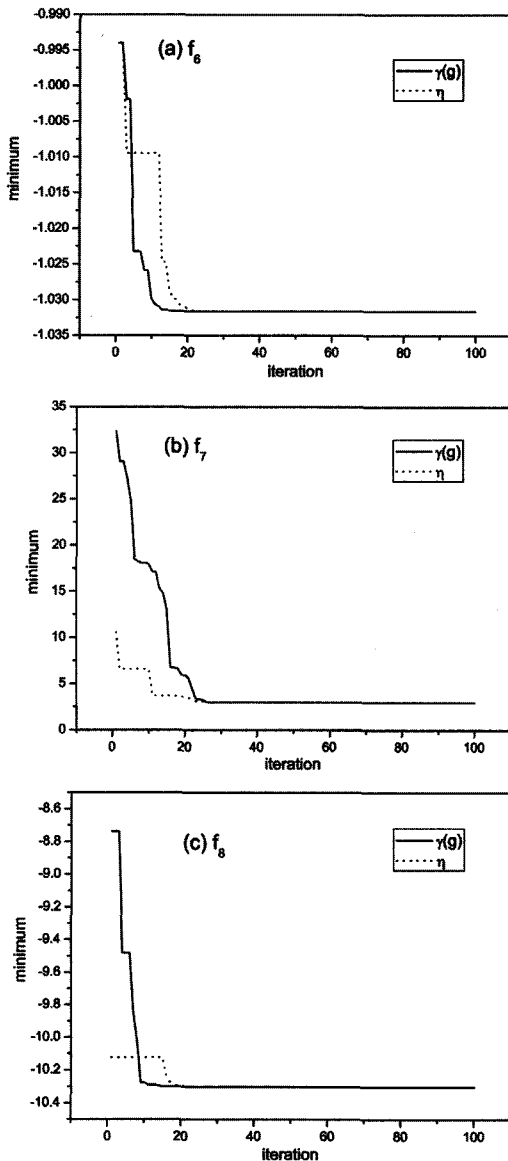 -0.990
-0.995
-1.000
-1.005
-1.010
-1.015
-1.020
-1.025
-1.030
-1.035
minimum
(a) f6
γ(g)
η
0 20 40 60 80 100
iteration
35
30
25
20
15
10
5
0
minimum
(b) f7
γ(g)
η
0 20 40 60 80 100
iteration
-8.6
-8.8
-9.0
-9.2
-9.4
-9.6
-9.8
-10.0
-10.2
-10.4
minimum
(c) f8
γ(g)
η
0 20 40 60 80 100
iteration